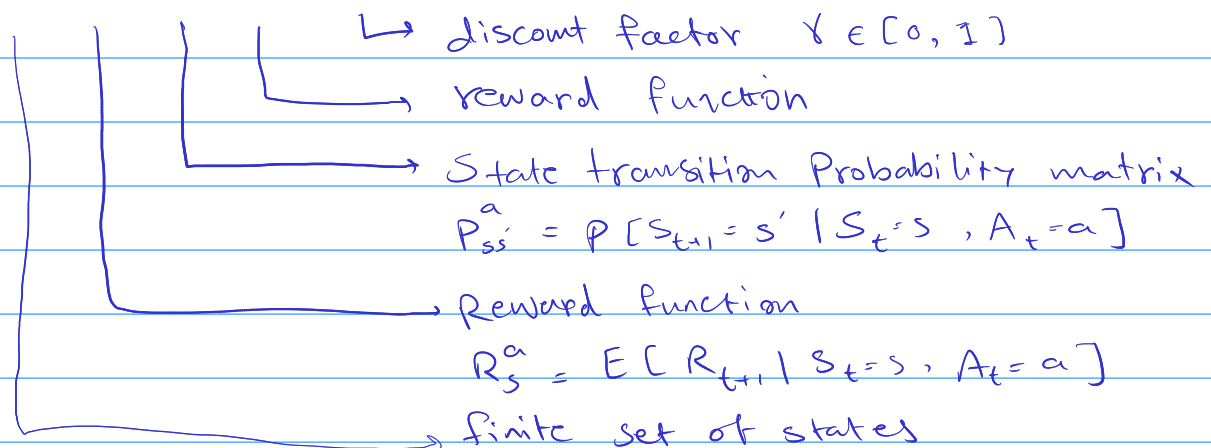 discount factor γ ∈ [0, 1]
reward function
State transition Probability matrix
P^a_ss' = P [S_t+1 = s' | S_t = s , A_t = a]
Reward function
R^a_s = E [ R_t+1 | S_t = s, A_t = a ]
finite set of states